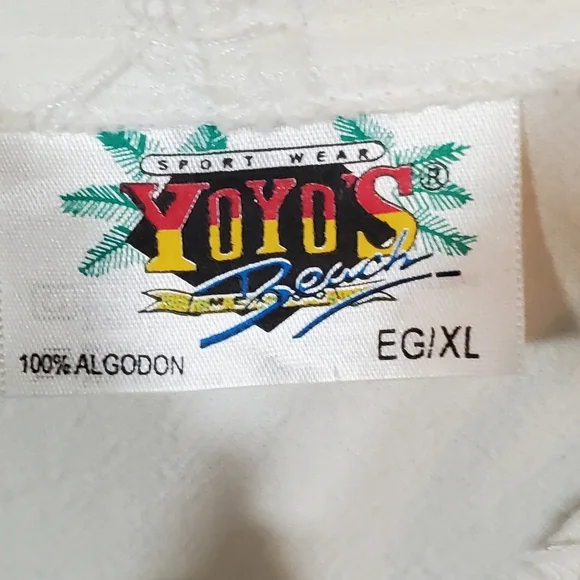 SPORT WEAR
YOYO'S®
Beach
100% ALGODON
EG/XL